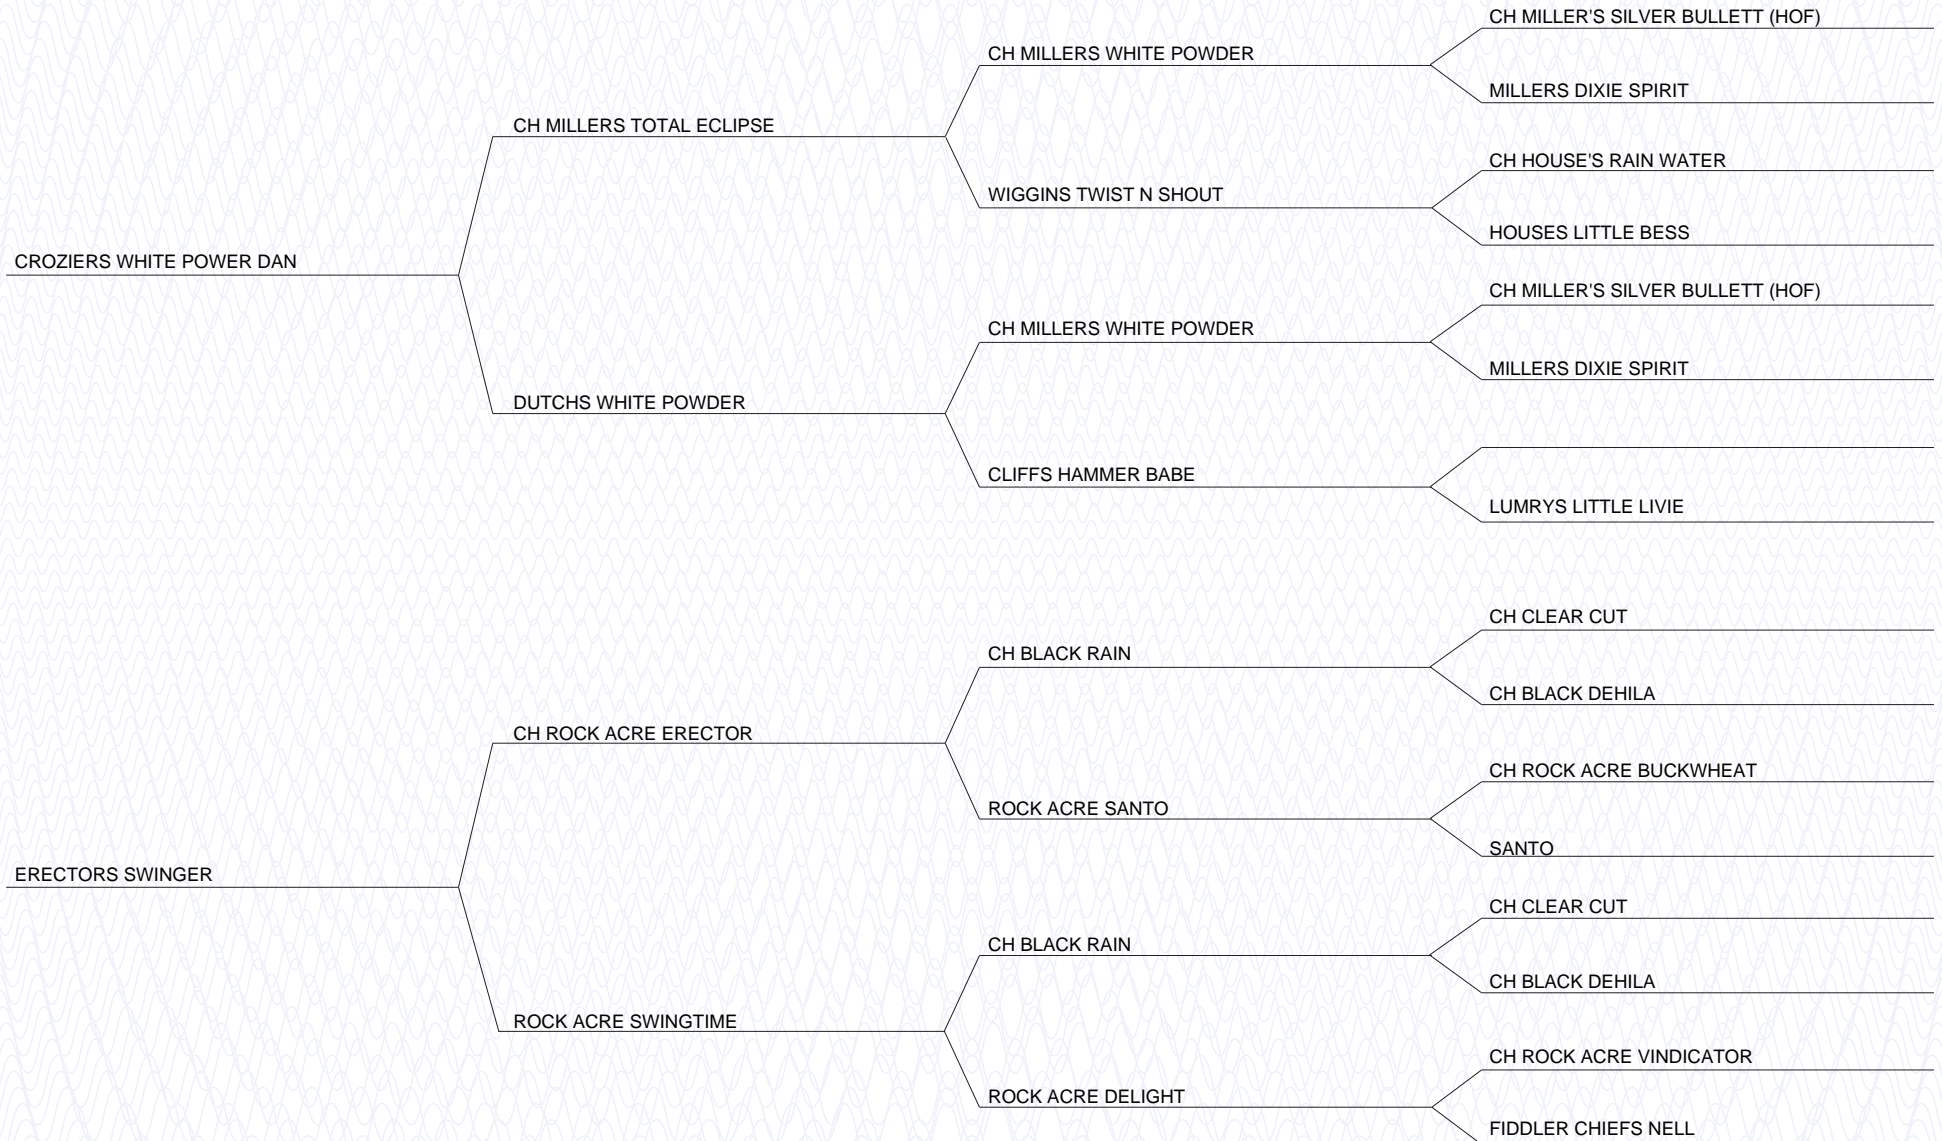 CH MILLER'S SILVER BULLETT (HOF)
CH MILLERS WHITE POWDER
MILLERS DIXIE SPIRIT
CH MILLERS TOTAL ECLIPSE
CH HOUSE'S RAIN WATER
WIGGINS TWIST N SHOUT
HOUSES LITTLE BESS
CROZIERS WHITE POWER DAN
CH MILLER'S SILVER BULLETT (HOF)
CH MILLERS WHITE POWDER
MILLERS DIXIE SPIRIT
DUTCHS WHITE POWDER
CLIFFS HAMMER BABE
LUMRYS LITTLE LIVIE
CH CLEAR CUT
CH BLACK RAIN
CH BLACK DEHILA
CH ROCK ACRE ERECTOR
CH ROCK ACRE BUCKWHEAT
ROCK ACRE SANTO
SANTO
ERECTORS SWINGER
CH CLEAR CUT
CH BLACK RAIN
CH BLACK DEHILA
ROCK ACRE SWINGTIME
CH ROCK ACRE VINDICATOR
ROCK ACRE DELIGHT
FIDDLER CHIEFS NELL